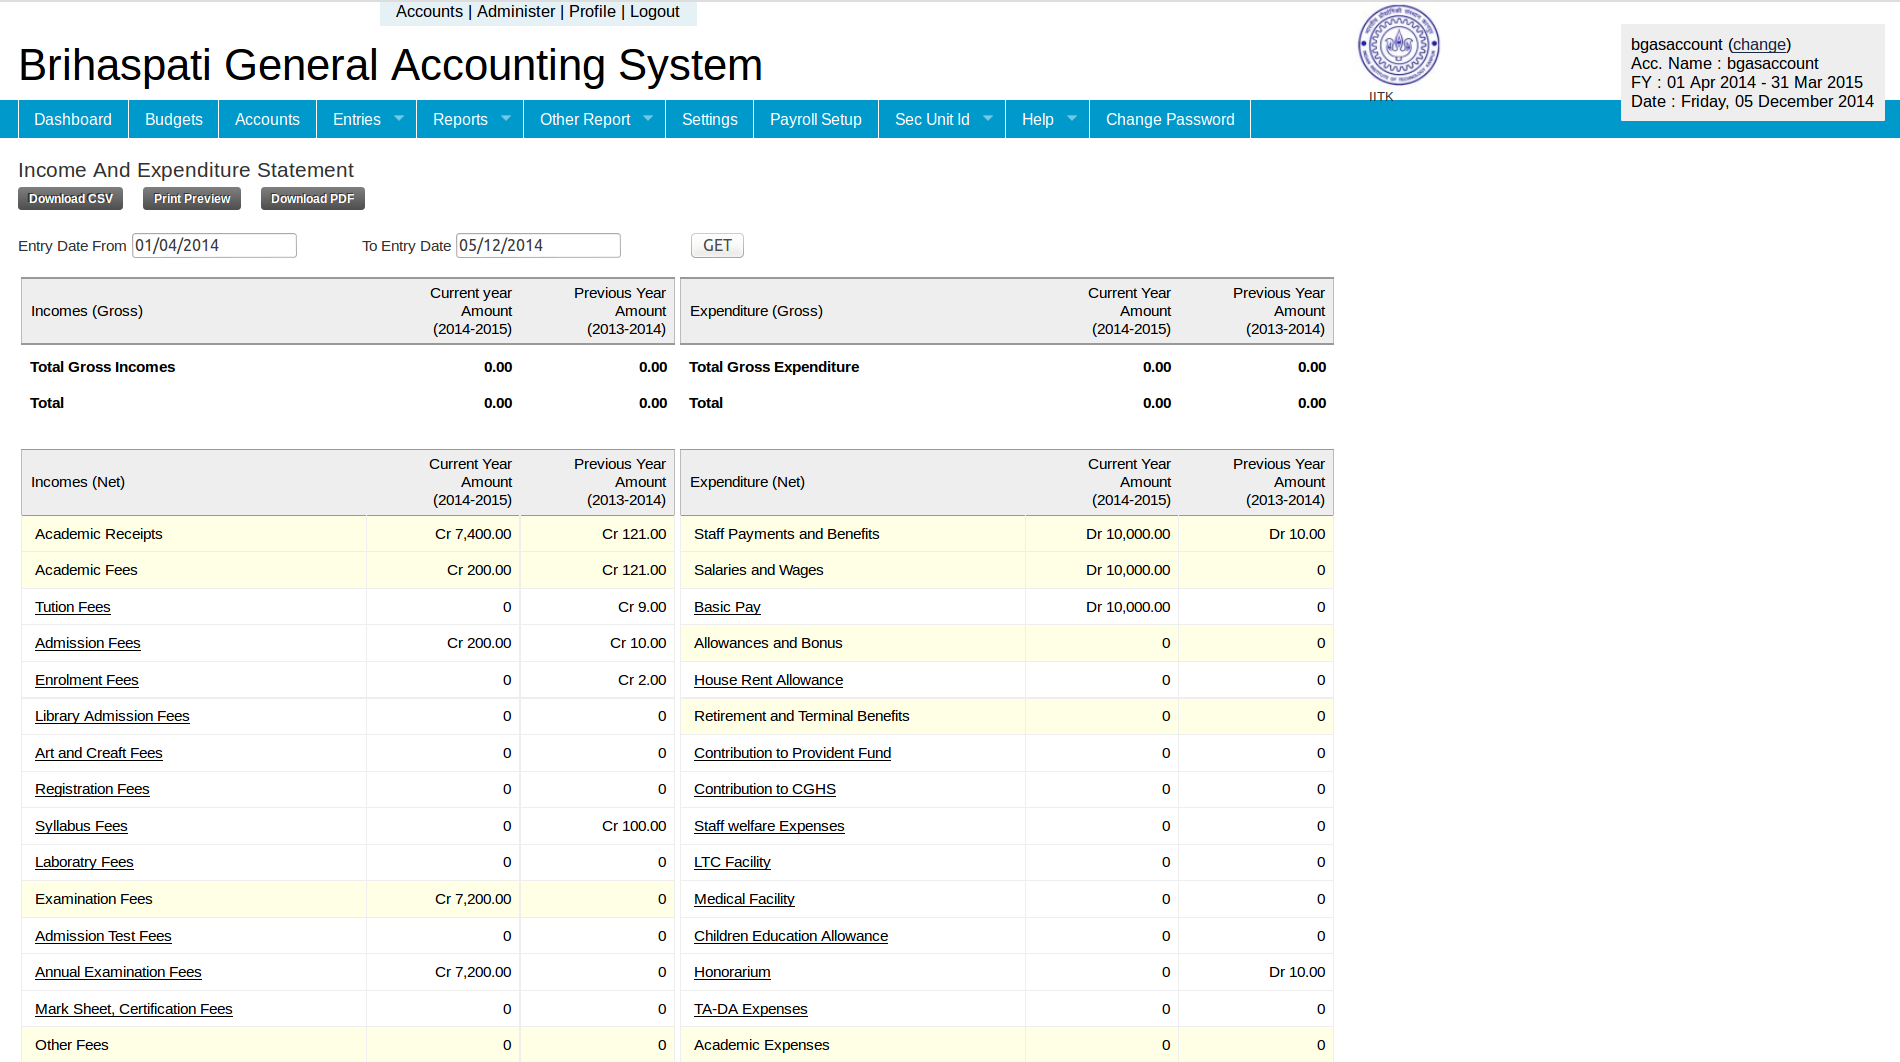 Accounts | Administer | Profile | Logout
Brihaspati General Accounting System
IITK
bgasaccount (change)
Acc. Name : bgasaccount
FY : 01 Apr 2014 - 31 Mar 2015
Date : Friday, 05 December 2014
Dashboard Budgets Accounts Entries Reports Other Report Settings Payroll Setup Sec Unit Id Help Change Password
Income And Expenditure Statement
Download CSV Print Preview Download PDF
Entry Date From 01/04/2014 To Entry Date 05/12/2014 GET
Incomes (Gross) Current year Amount (2014-2015) Previous Year Amount (2013-2014) Expenditure (Gross) Current Year Amount (2014-2015) Previous Year Amount (2013-2014)
Total Gross Incomes 0.00 0.00 Total Gross Expenditure 0.00 0.00
Total 0.00 0.00 Total 0.00 0.00
Incomes (Net) Current Year Amount (2014-2015) Previous Year Amount (2013-2014) Expenditure (Net) Current Year Amount (2014-2015) Previous Year Amount (2013-2014)
Academic Receipts Cr 7,400.00 Cr 121.00 Staff Payments and Benefits Dr 10,000.00 Dr 10.00
Academic Fees Cr 200.00 Cr 121.00 Salaries and Wages Dr 10,000.00 0
Tution Fees 0 Cr 9.00 Basic Pay Dr 10,000.00 0
Admission Fees Cr 200.00 Cr 10.00 Allowances and Bonus 0 0
Enrolment Fees 0 Cr 2.00 House Rent Allowance 0 0
Library Admission Fees 0 0 Retirement and Terminal Benefits 0 0
Art and Creaft Fees 0 0 Contribution to Provident Fund 0 0
Registration Fees 0 0 Contribution to CGHS 0 0
Syllabus Fees 0 Cr 100.00 Staff welfare Expenses 0 0
Laboratry Fees 0 0 LTC Facility 0 0
Examination Fees Cr 7,200.00 0 Medical Facility 0 0
Admission Test Fees 0 0 Children Education Allowance 0 0
Annual Examination Fees Cr 7,200.00 0 Honorarium 0 Dr 10.00
Mark Sheet, Certification Fees 0 0 TA-DA Expenses 0 0
Other Fees 0 0 Academic Expenses 0 0